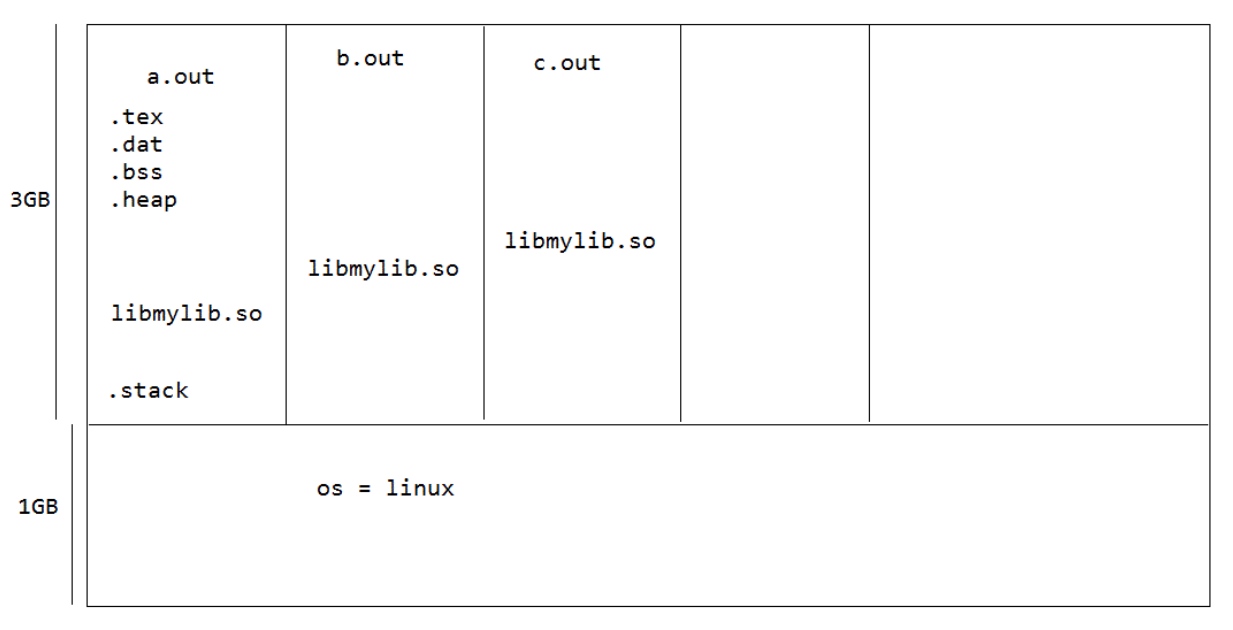 3GB
a.out
.tex
.dat
.bss
.heap
libmylib.so
.stack
b.out
libmylib.so
c.out
libmylib.so
1GB
os = linux